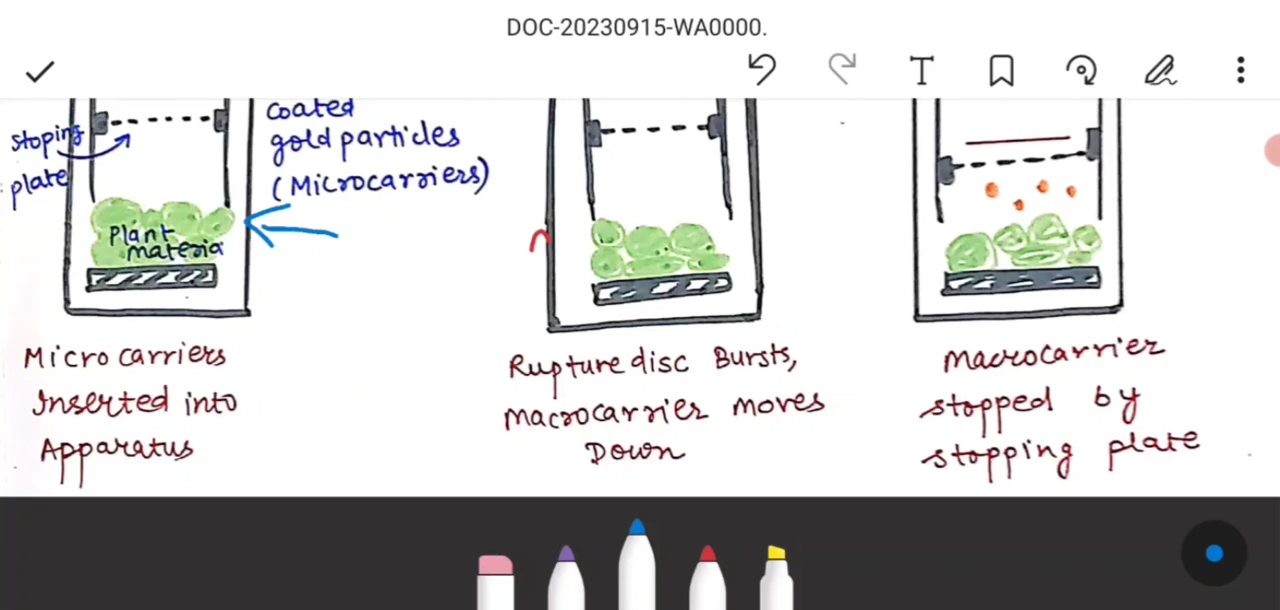 DOC-20230915-WA0000.
T
coated
gold particles
(Microcarriers)
stoping
plate
Plant
materia
Micro carriers
Inserted into
Apparatus
Rupture disc Bursts,
macrocarrier moves
Down
Macrocarrier
stopped by
stopping plate